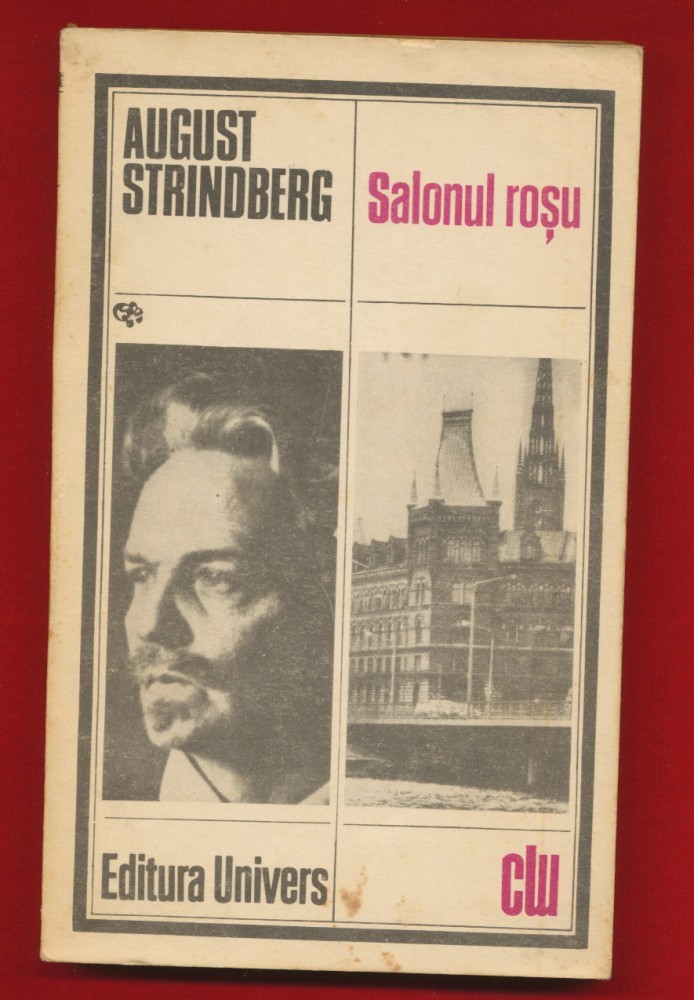 AUGUST
STRINDBERG
Salonul roșu
Editura Univers
clu